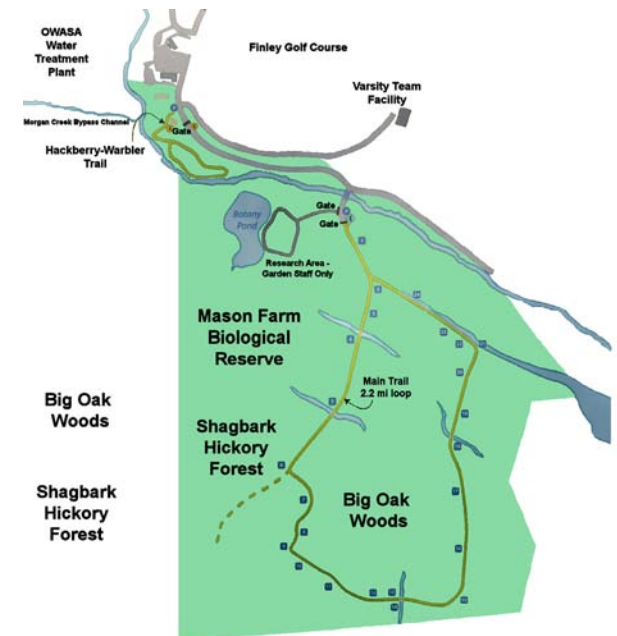 OWASA
Water
Treatment
Plant
Finley Golf Course
Varsity Team
Facility
Morgan Creek Bypass Channel
Gate
Hackberry-Warbler
Trail
Gate
Gate
Botany
Pond
Research Area -
Garden Staff Only
Mason Farm
Biological
Reserve
Main Trail
2.2 mi loop
Big Oak
Woods
Shagbark
Hickory
Forest
Shagbark
Hickory
Forest
Big Oak
Woods